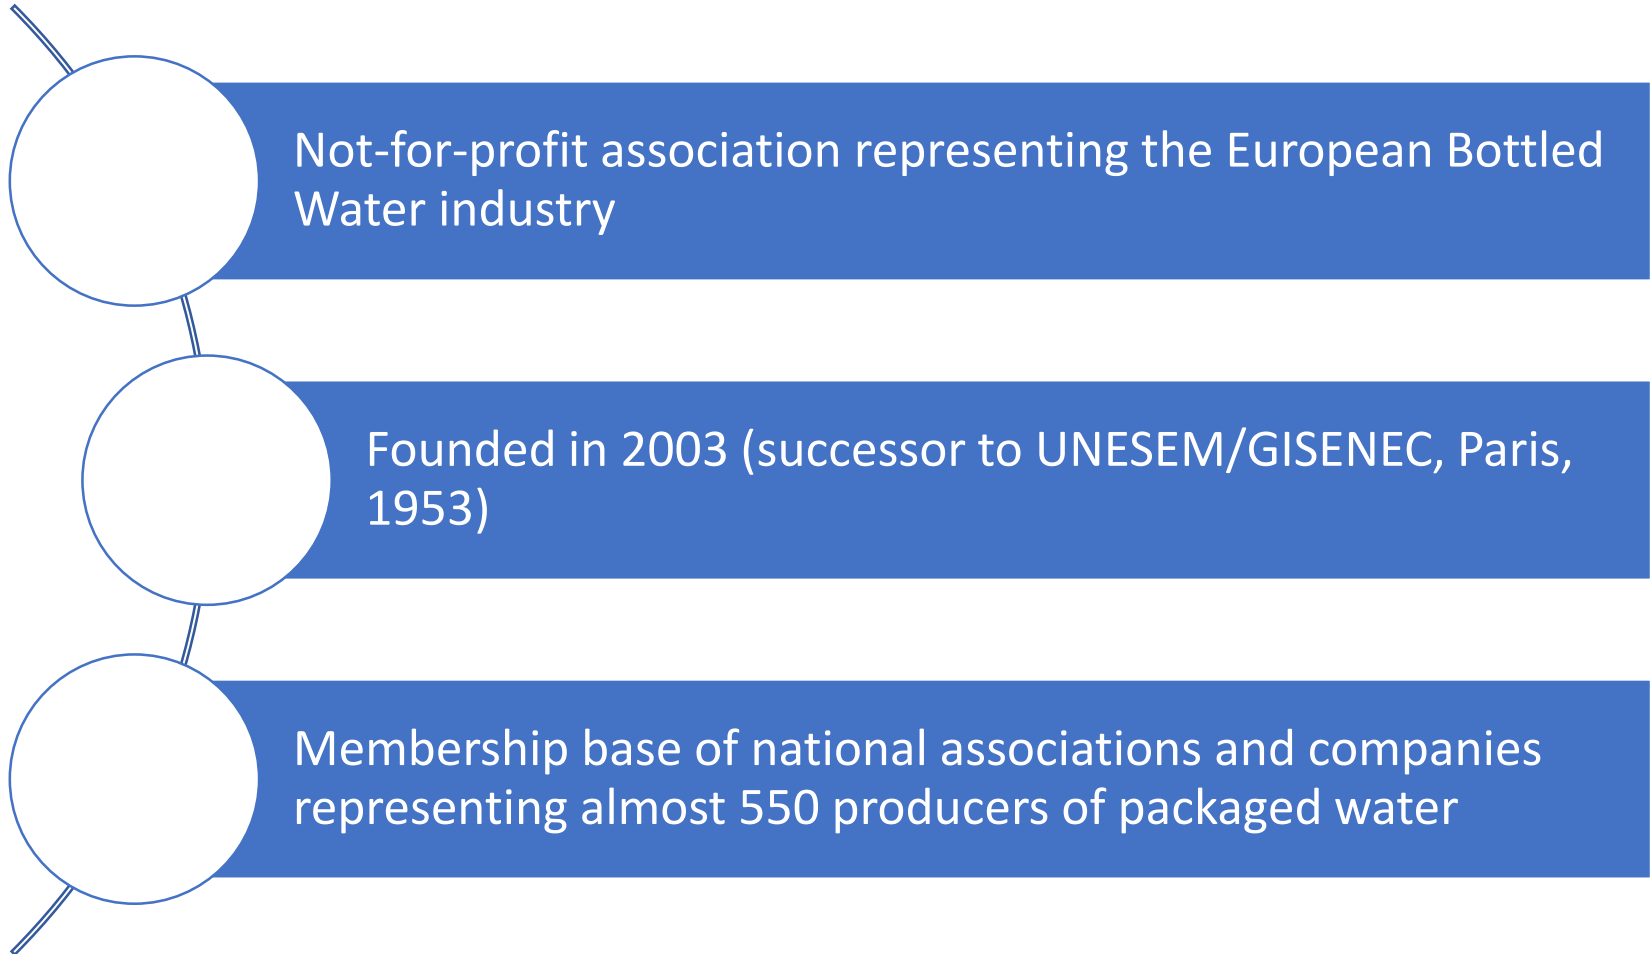 Not-for-profit association representing the European Bottled
Water industry
Founded in 2003 (successor to UNESEM/GISENEC, Paris,
1953)
Membership base of national associations and companies
representing almost 550 producers of packaged water